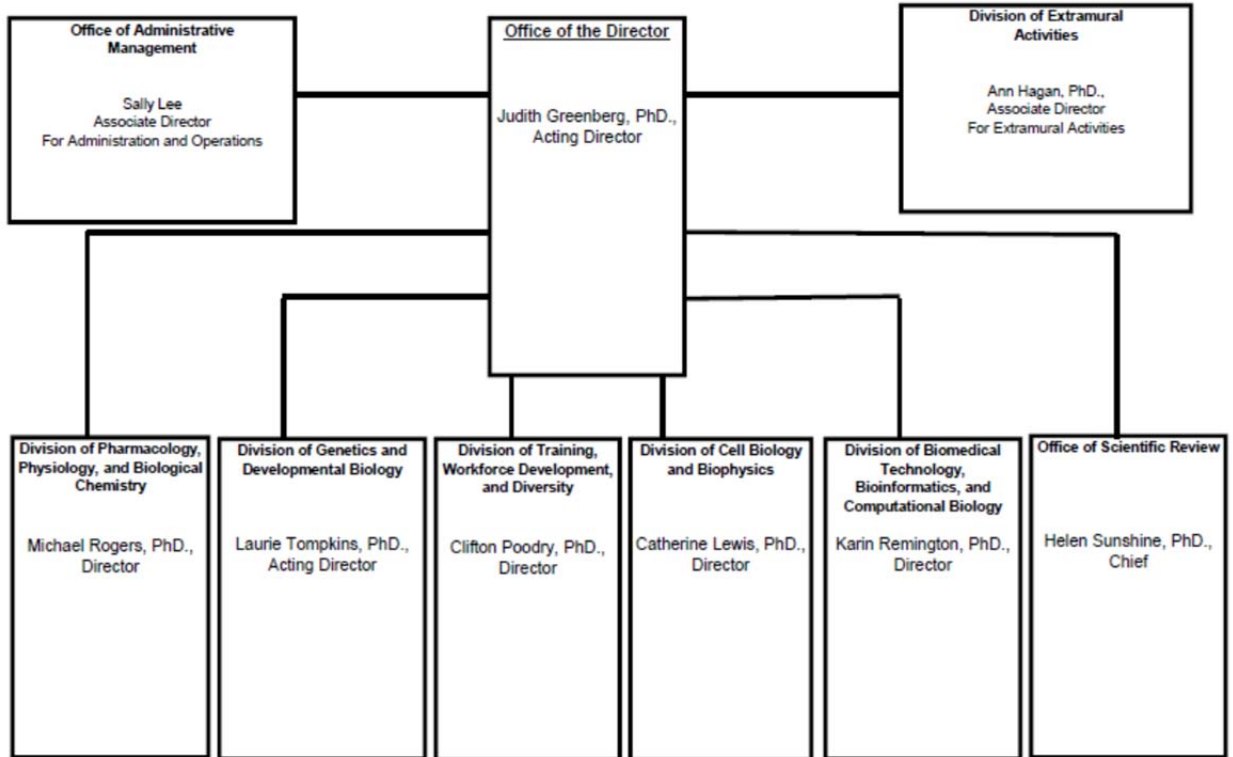 Office of Administrative
Management
Sally Lee
Associate Director
For Administration and Operations
Office of the Director
Judith Greenberg, PhD.,
Acting Director
Division of Extramural
Activities
Ann Hagan, PhD.,
Associate Director
For Extramural Activities
Division of Pharmacology,
Physiology, and Biological
Chemistry
Michael Rogers, PhD.,
Director
Division of Genetics and
Developmental Biology
Laurie Tompkins, PhD.,
Acting Director
Division of Training,
Workforce Development,
and Diversity
Clifton Poodry, PhD.,
Director
Division of Cell Biology
and Biophysics
Catherine Lewis, PhD.,
Director
Division of Biomedical
Technology,
Bioinformatics, and
Computational Biology
Karin Remington, PhD.,
Director
Office of Scientific Review
Helen Sunshine, PhD.,
Chief